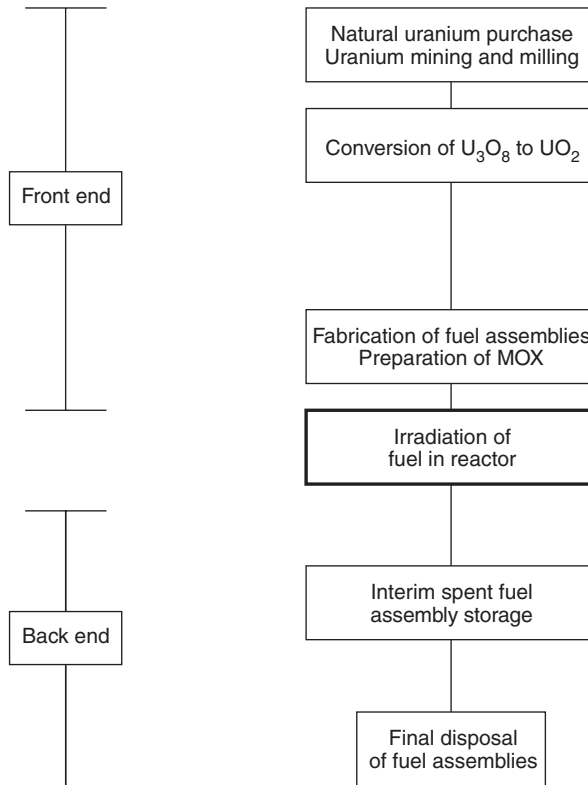 Natural uranium purchase
Uranium mining and milling
Conversion of U₃O₈ to UO₂
Front end
Fabrication of fuel assemblies
Preparation of MOX
Irradiation of
fuel in reactor
Interim spent fuel
assembly storage
Back end
Final disposal
of fuel assemblies